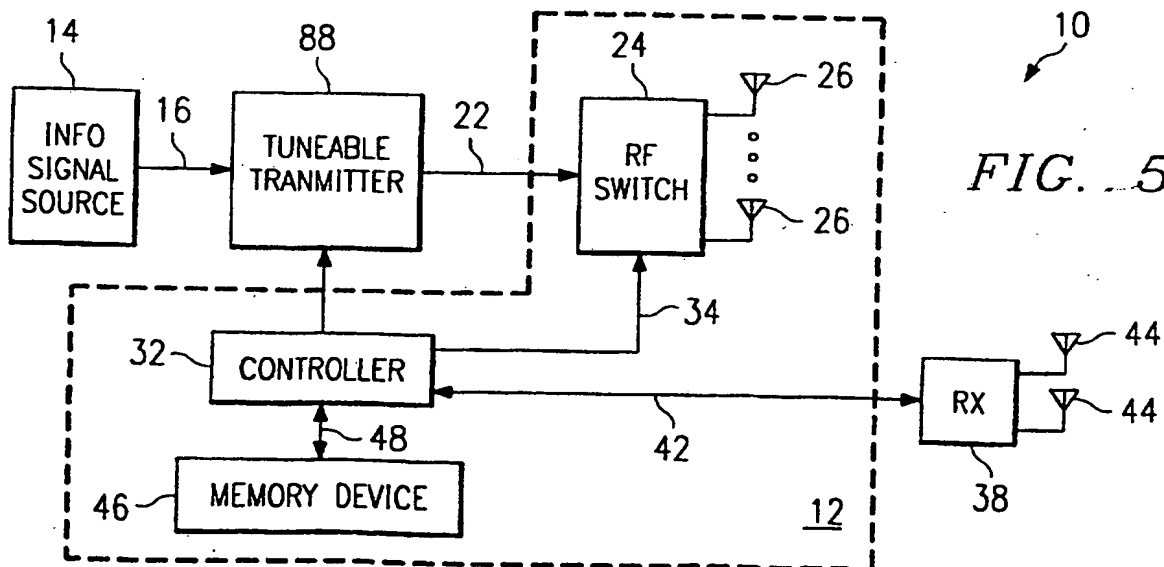 14
88
24
26
10
INFO
SIGNAL
SOURCE
16
TUNEABLE
TRANMITTER
22
RF
SWITCH
26
FIG. 5
34
32
CONTROLLER
44
48
42
RX
44
46
MEMORY DEVICE
12
38